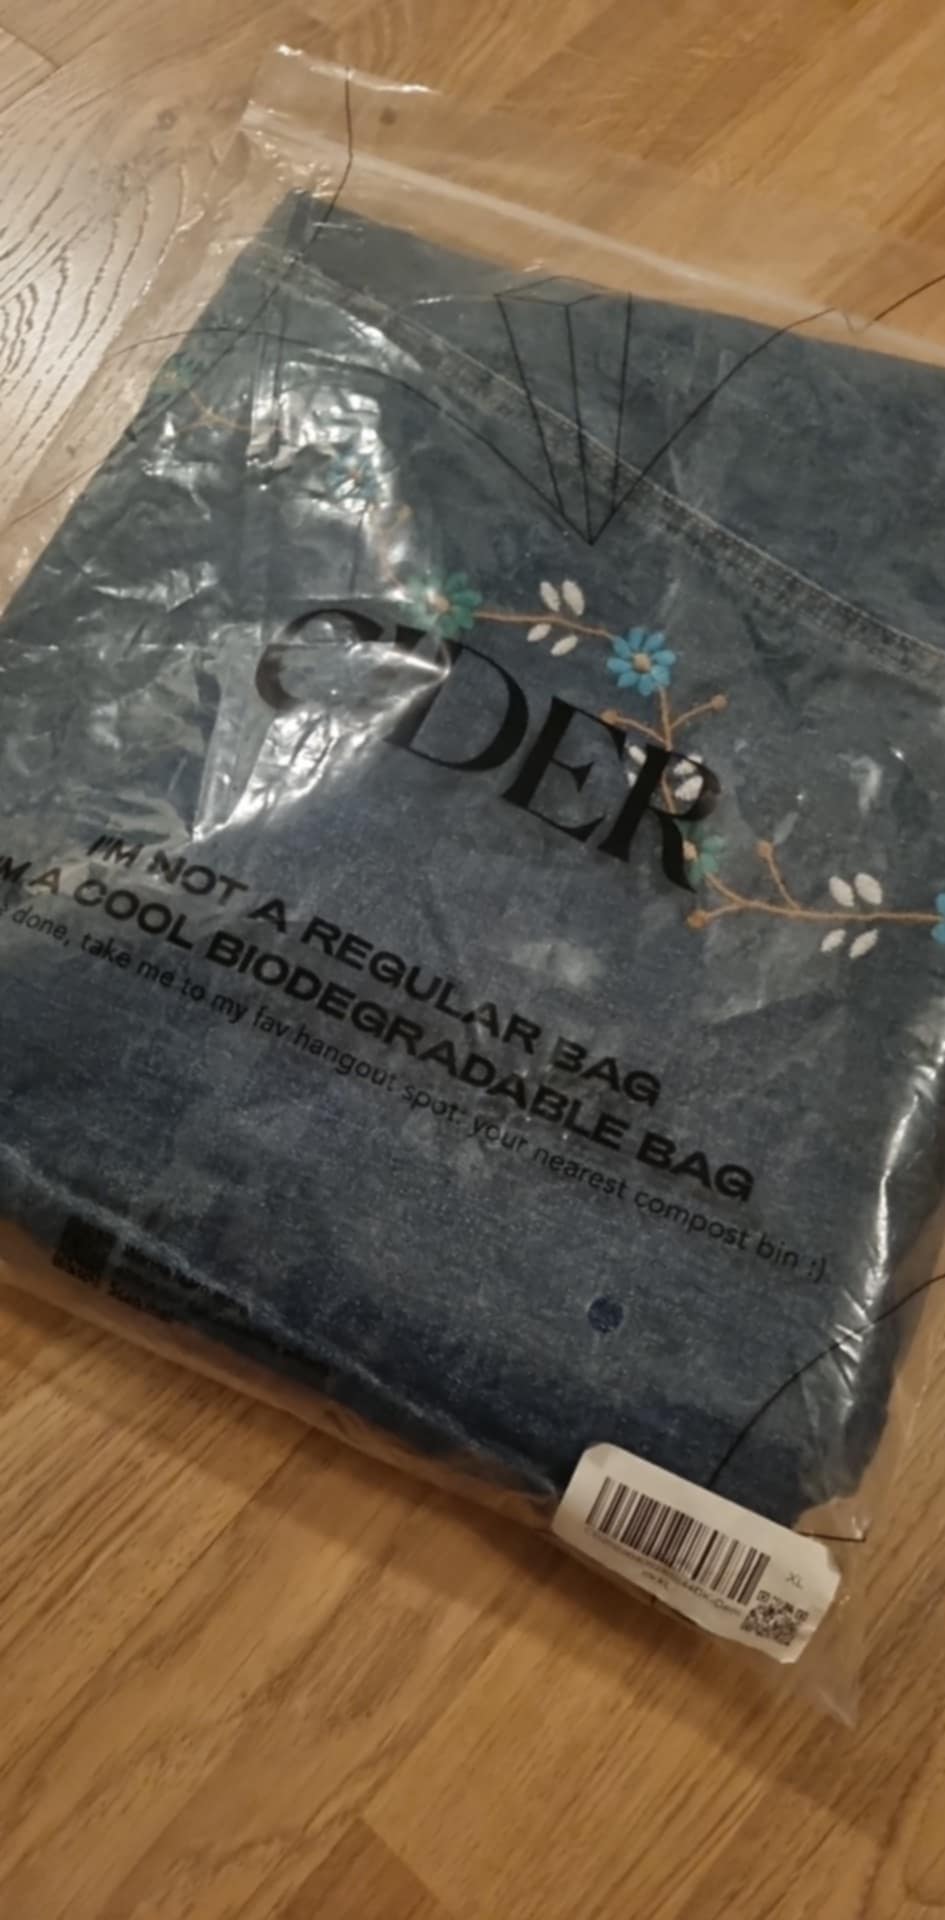 CIDER
I'M NOT A REGULAR BAG
I'M A COOL BIODEGRADABLE BAG
done, take me to my fav hangout spot: your nearest compost bin :)
XL